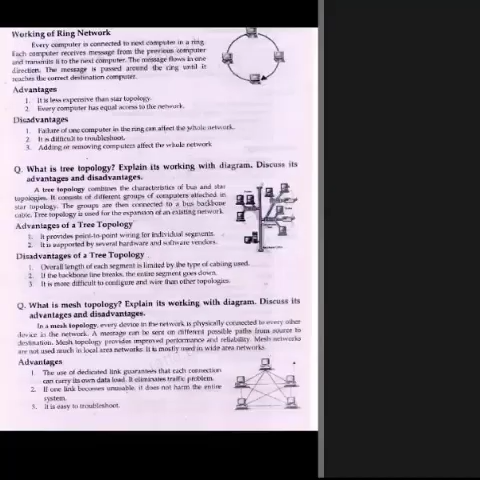 Working of Ring Network
Every computer is connected to next computer in a ring.
Each computer receives message from the previous computer
and transmits it to the next computer. The message flows in one
direction. The message is passed around the ring until it
reaches the correct destination computer.
Advantages
1. It is less expensive than star topology.
2. Every computer has equal access to the network.
Disadvantages
1. Failure of one computer in the ring can affect the whole network.
2. It is difficult to troubleshoot.
3. Adding or removing computers affect the whole network
Q. What is tree topology? Explain its working with diagram. Discuss its
advantages and disadvantages.
A tree topology combines the characteristics of bus and star
topologies. It consists of different groups of computers attached in
star topology. The groups are then connected to a bus backbone
cable. Tree topology is used for the expansion of an existing network.
Advantages of a Tree Topology
1. It provides point-to-point wiring for individual segments.
2. It is supported by several hardware and software vendors.
Disadvantages of a Tree Topology
1. Overall length of each segment is limited by the type of cabling used.
2. If the backbone line breaks, the entire segment goes down.
3. It is more difficult to configure and wire than other topologies.
Q. What is mesh topology? Explain its working with diagram. Discuss its
advantages and disadvantages.
In a mesh topology, every device in the network is physically connected to every other
device in the network. A message can be sent on different possible paths from source to
destination. Mesh topology provides improved performance and reliability. Mesh networks
are not used much in local area networks. It is mostly used in wide area networks.
Advantages
1. The use of dedicated link guarantees that each connection
can carry its own data load. It eliminates traffic problem.
2. If one link becomes unusable, it does not harm the entire
system.
3. It is easy to troubleshoot.